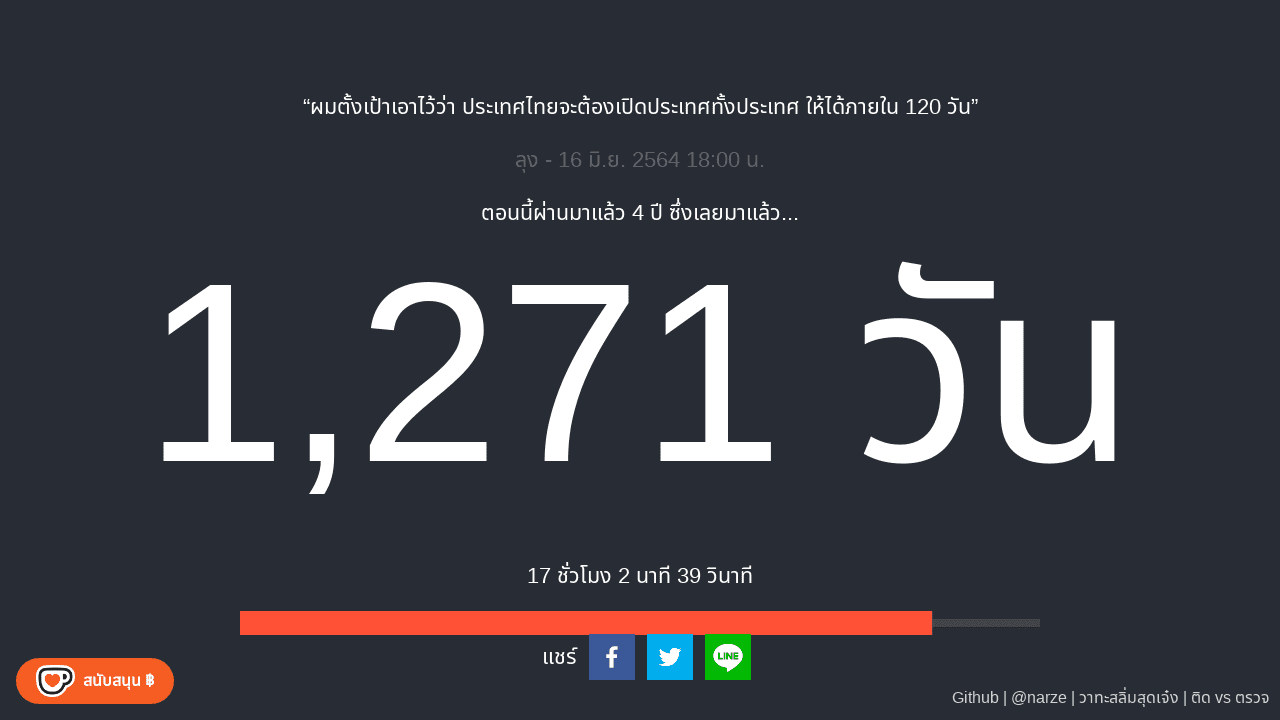 “ผมตั้งเป้าเอาไว้ว่า ประเทศไทยจะต้องเปิดประเทศทั้งประเทศ ให้ได้ภายใน 120 วัน”
ลุง - 16 มิ.ย. 2564 18:00 น.
ตอนนี้ผ่านมาแล้ว 4 ปี ซึ่งเลยมาแล้ว...
1,271 วัน
17 ชั่วโมง 2 นาที 39 วินาที
แชร์
LINE
สนับสนุน ฿
Github | @narze | วาทะสลิ่มสุดเจ๋ง | ติด vs ตรวจ